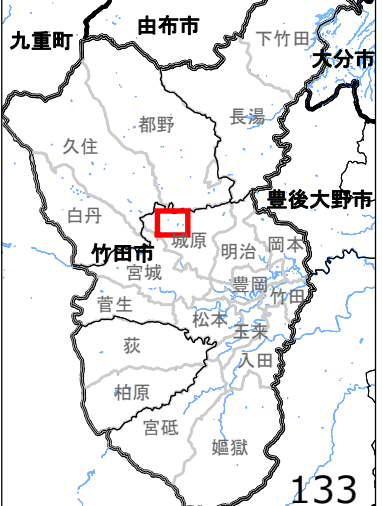 由布市
九重町
下竹田
大分市
長湯
都野
久住
白丹
豊後大野市
城原
竹田市
明治
岡本
宮城
豊岡
竹田
菅生
松本
玉来
荻
入田
柏原
宮砥
嫗獄
133